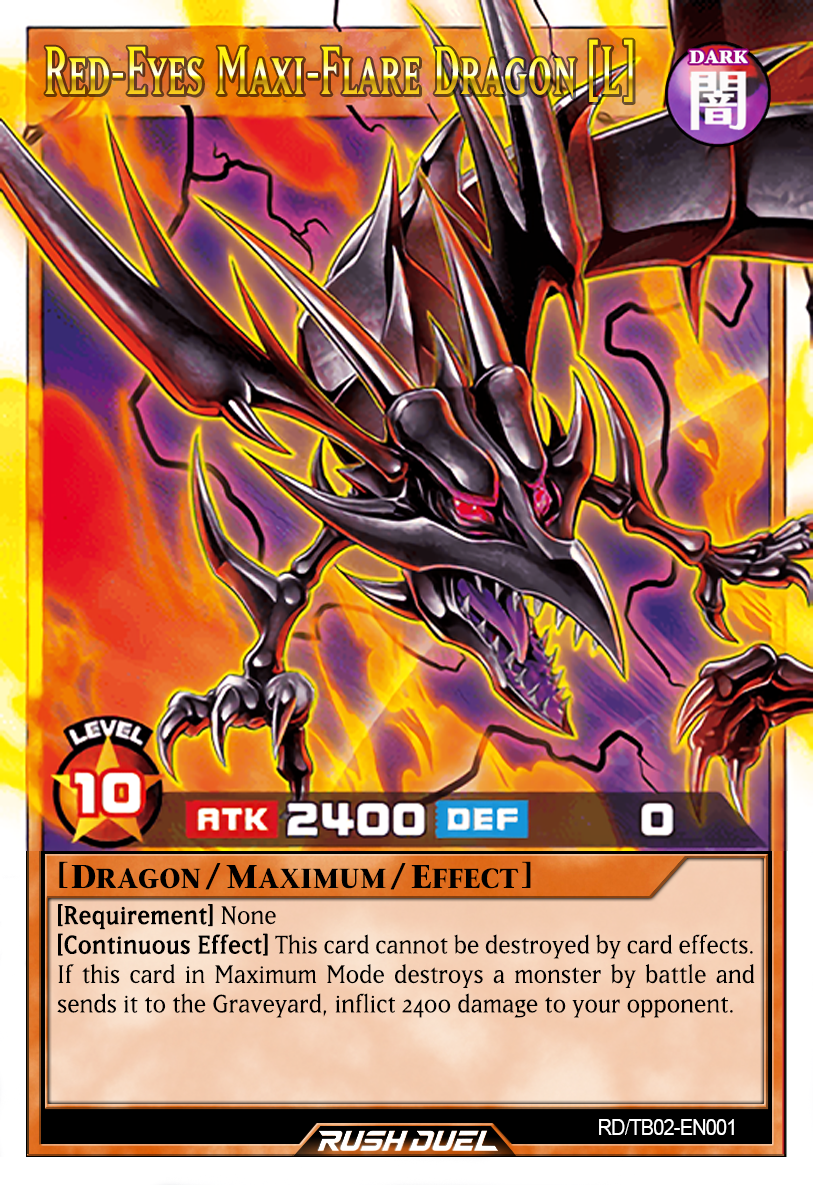 Red-Eyes Maxi-Flare Dragon [L]
DARK
闇
LEVEL
10
ATK 2400 DEF 0
[Dragon / Maximum / Effect]
[Requirement] None
[Continuous Effect] This card cannot be destroyed by card effects.
If this card in Maximum Mode destroys a monster by battle and
sends it to the Graveyard, inflict 2400 damage to your opponent.
RD/TB02-EN001
RUSH DUEL